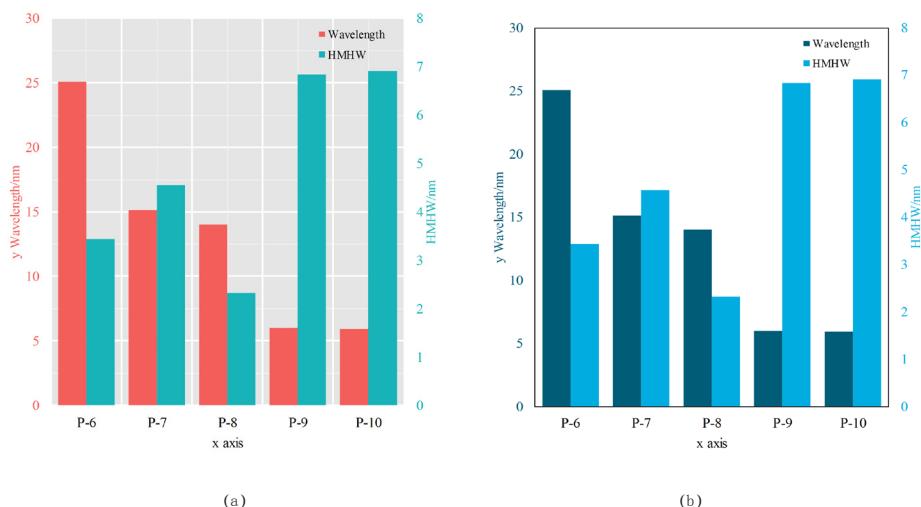 30
25
20
15
10
5
0
y Wavelength/nm
Wavelength
HMHW
8
7
6
5
4
3
2
1
0
HMHW/nm
P-6 P-7 P-8 P-9 P-10
x axis
(a)
30
25
20
15
10
5
0
y Wavelength/nm
Wavelength
HMHW
8
7
6
5
4
3
2
1
0
HMHW/nm
P-6 P-7 P-8 P-9 P-10
x axis
(b)